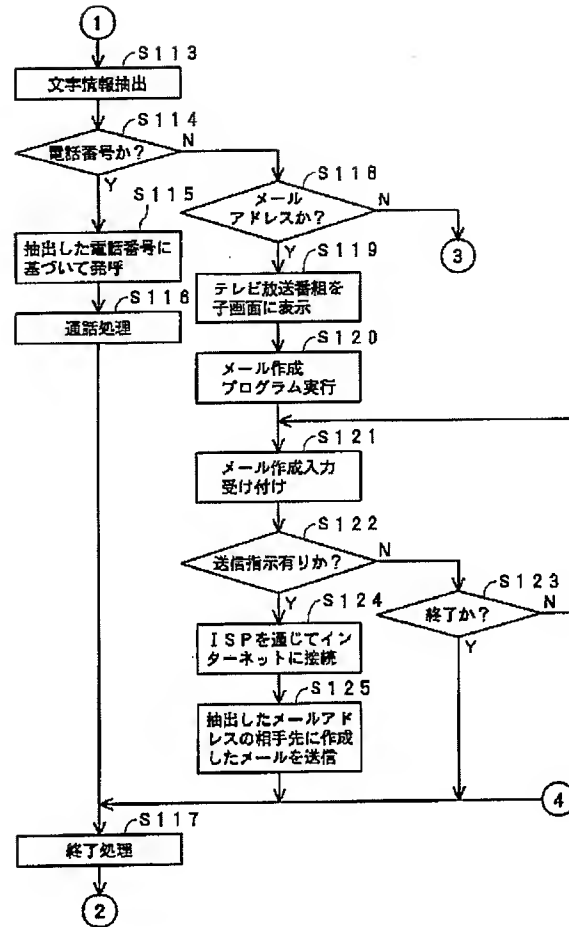 1
S113
文字情報抽出
S114
電話番号か?
N
Y
S115
抽出した電話番号に
基づいて発呼
S116
通話処理
S118
メール
アドレスか?
N
3
Y
S119
テレビ放送番組を
子画面に表示
S120
メール作成
プログラム実行
S121
メール作成入力
受け付け
S122
送信指示有りか?
N
Y
S123
終了か?
N
Y
S124
ISPを通じてイン
ターネットに接続
S125
抽出したメールアド
レスの相手先に作成
したメールを送信
4
S117
終了処理
2